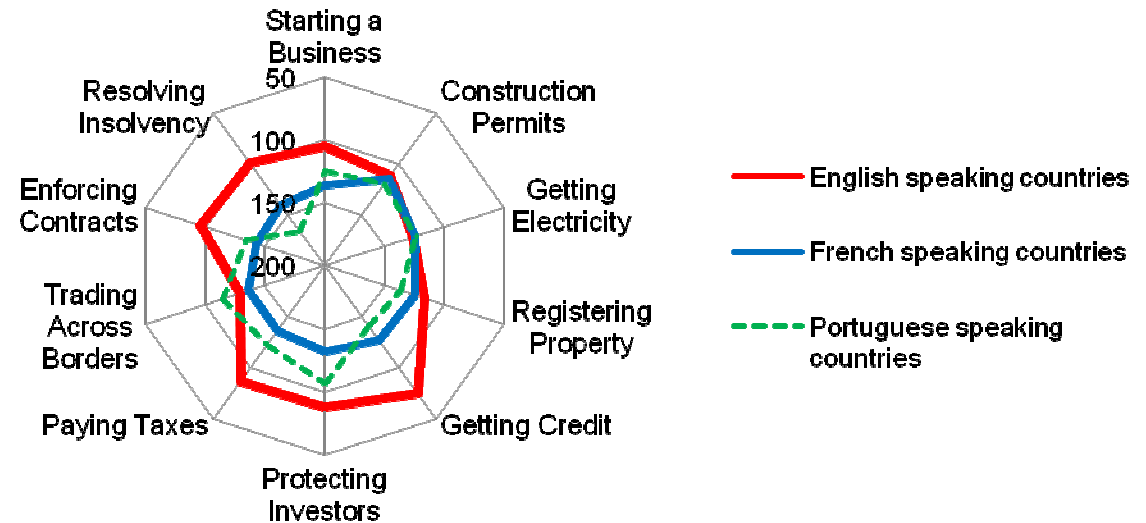 Starting a
Business
50
Resolving
Insolvency
Construction
Permits
100
Enforcing
Contracts
150
Getting
Electricity
200
Trading
Across
Borders
Registering
Property
Paying Taxes
Getting Credit
Protecting
Investors
English speaking countries
French speaking countries
Portuguese speaking
countries